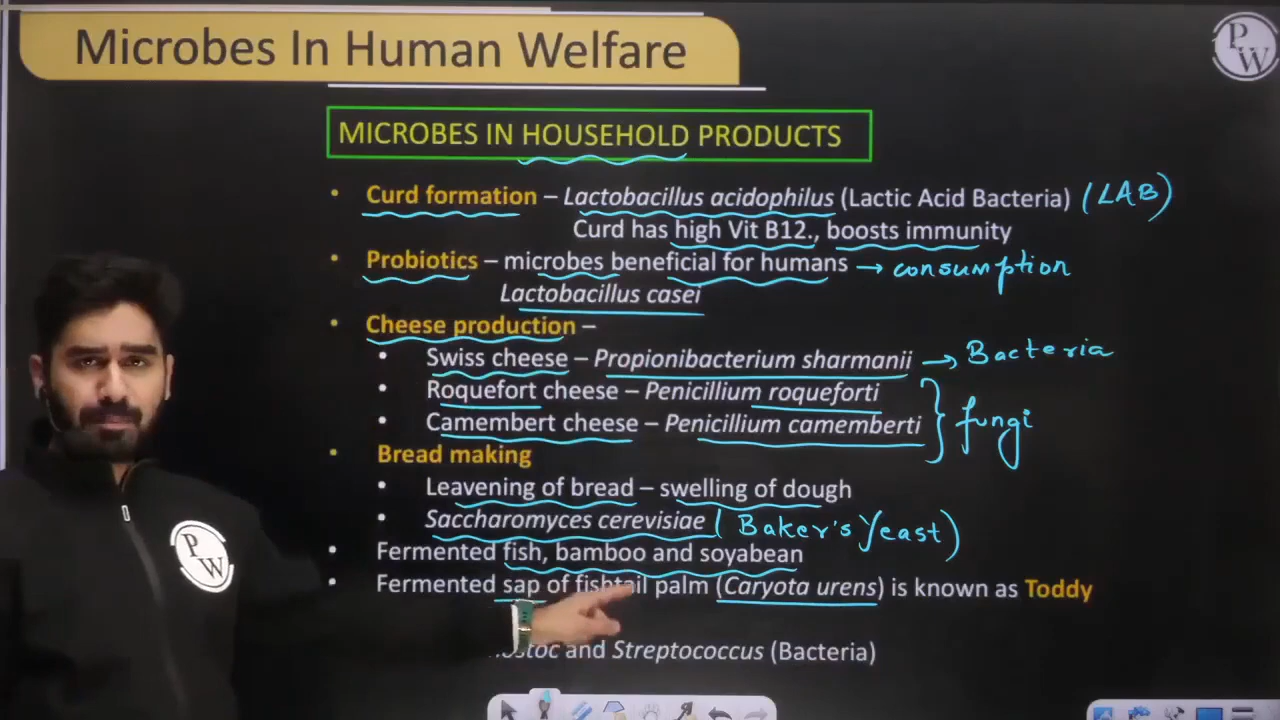 Microbes In Human Welfare
PW
MICROBES IN HOUSEHOLD PRODUCTS
• Curd formation – Lactobacillus acidophilus (Lactic Acid Bacteria) (LAB)
Curd has high Vit B12., boosts immunity
• Probiotics – microbes beneficial for humans → consumption
Lactobacillus casei
• Cheese production –
• Swiss cheese – Propionibacterium sharmanii → Bacteria
• Roquefort cheese – Penicillium roqueforti
• Camembert cheese – Penicillium camemberti } fungi
• Bread making
• Leavening of bread – swelling of dough
• Saccharomyces cerevisiae (Baker's Yeast)
• Fermented fish, bamboo and soyabean
• Fermented sap of fishtail palm (Caryota urens) is known as Toddy
and Streptococcus (Bacteria)
PW